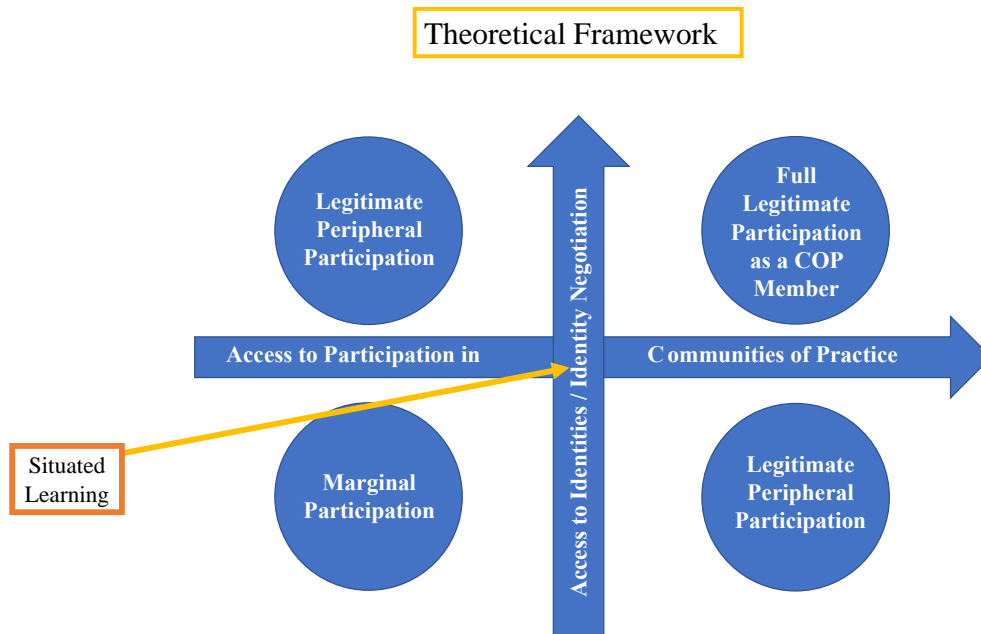 Theoretical Framework
Legitimate
Peripheral
Participation
Full
Legitimate
Participation
as a COP
Member
Access to Identities / Identity Negotiation
Access to Participation in
Communities of Practice
Situated
Learning
Marginal
Participation
Legitimate
Peripheral
Participation